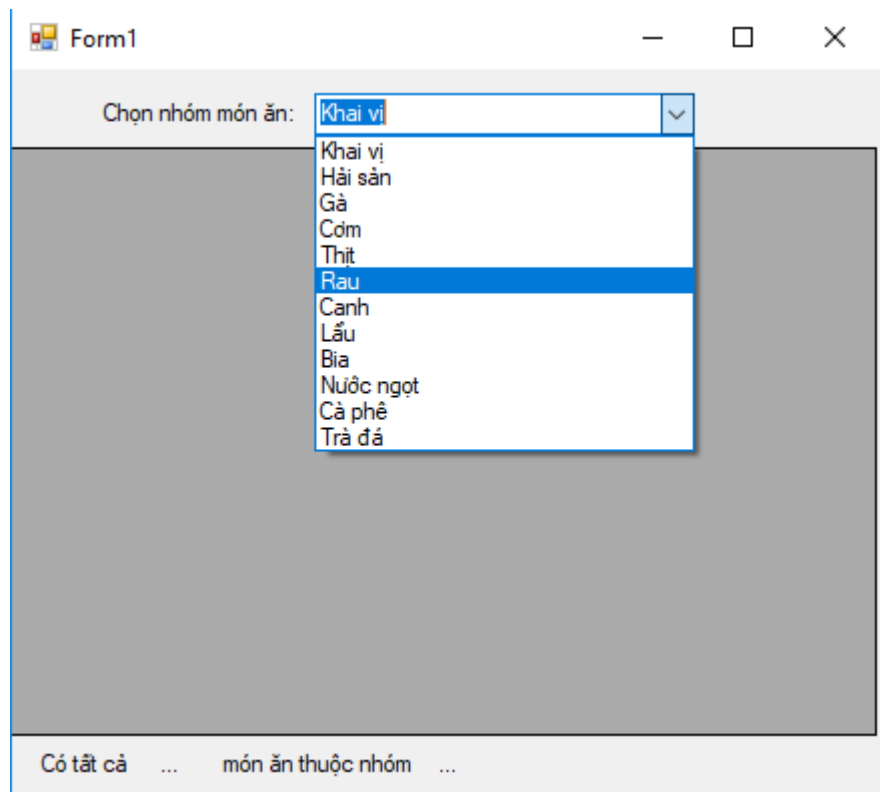 Form1
Chọn nhóm món ăn: Khai vị
Khai vị
Hải sản
Gà
Cơm
Thịt
Rau
Canh
Lẩu
Bia
Nước ngọt
Cà phê
Trà đá
Có tất cả ... món ăn thuộc nhóm ...